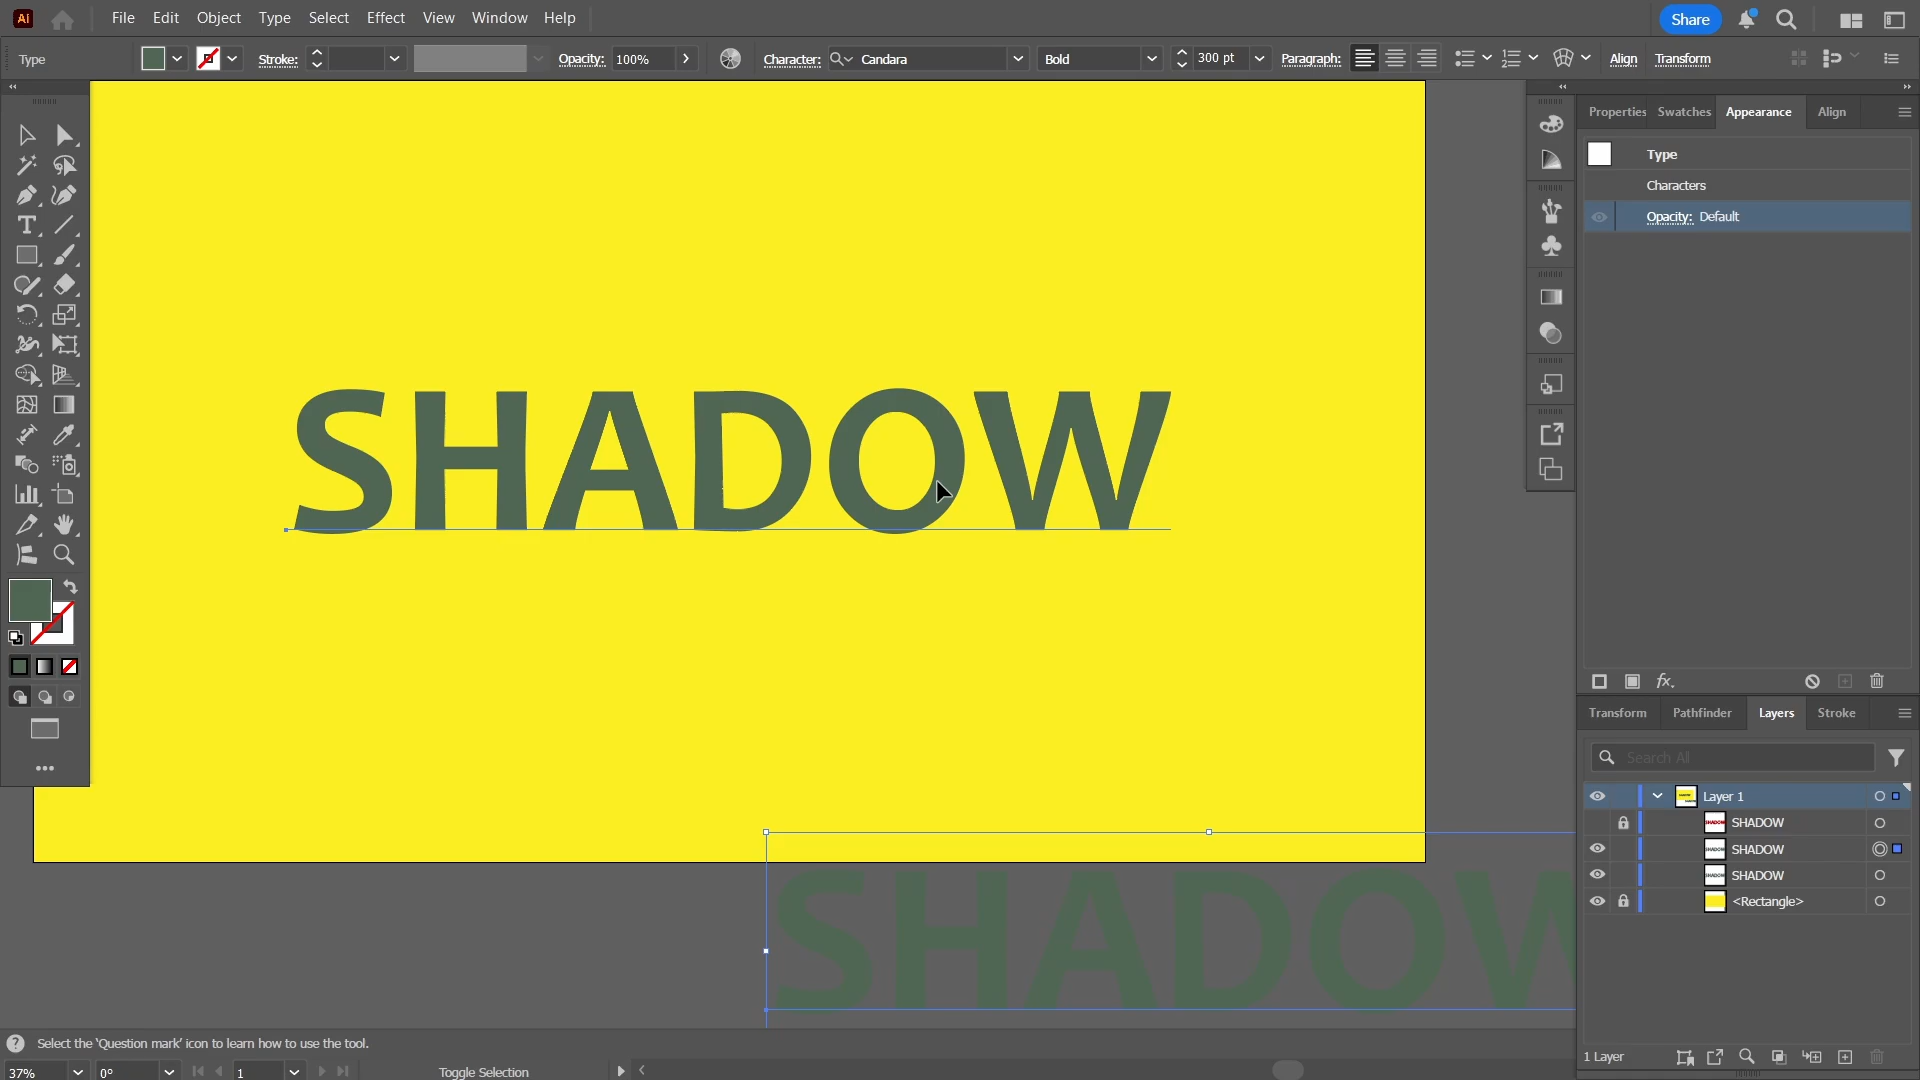 Ai File Edit Object Type Select Effect View Window Help Share
Type Stroke: Opacity: 100% Character: Candara Bold 300 pt Paragraph: Align Transform
Properties Swatches Appearance Align
Type
Characters
Opacity: Default
SHADOW
fx.
Transform Pathfinder Layers Stroke
Search All
Layer 1
SHADOW
SHADOW
SHADOW
<Rectangle>
SHADOW
Select the 'Question mark' icon to learn how to use the tool.
1 Layer
37% 0° 1 Toggle Selection